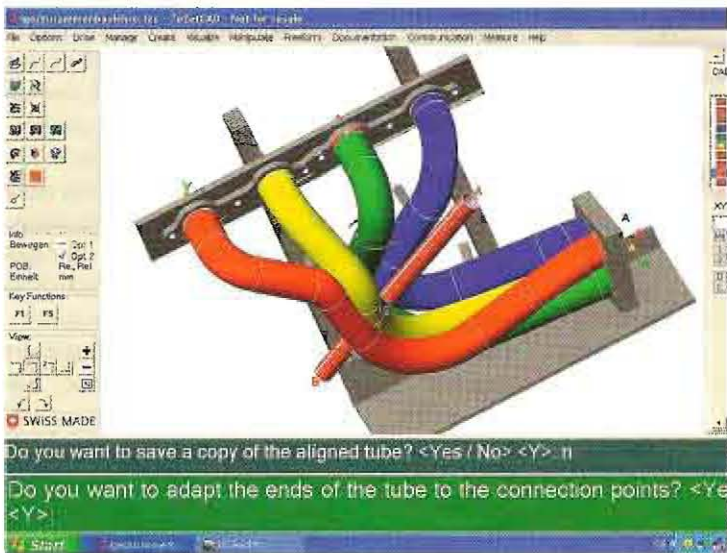 File Options Draw Manage Create Visualize Manipulate Freeform Documentation Communication Measure Help
CAD
Y
A
B
XY
Info
Bewegen Opt 1
Opt 2
POB: Re, Rel
Einheit mm
Key Functions:
F1 F5
View:
SWISS MADE
Do you want to save a copy of the aligned tube? <Yes / No> <Y>: n
Do you want to adapt the ends of the tube to the connection points? <Ye
<Y>:
Start